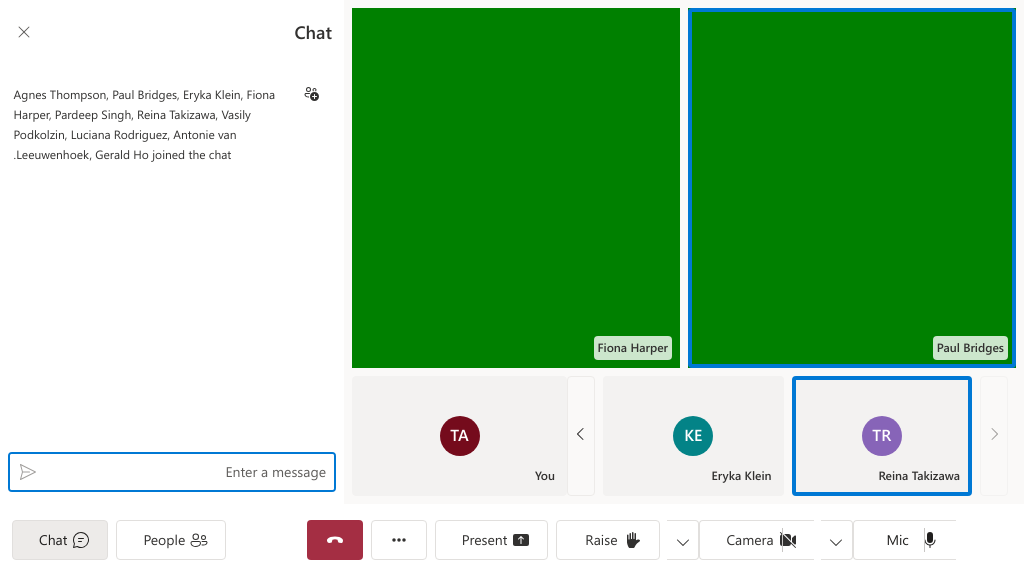 Chat
Agnes Thompson, Paul Bridges, Eryka Klein, Fiona
Harper, Pardeep Singh, Reina Takizawa, Vasily
Podkolzin, Luciana Rodriguez, Antonie van
.Leeuwenhoek, Gerald Ho joined the chat
Fiona Harper
Paul Bridges
TA
You
KE
Eryka Klein
TR
Reina Takizawa
Enter a message
Chat
People
Present
Raise
Camera
Mic